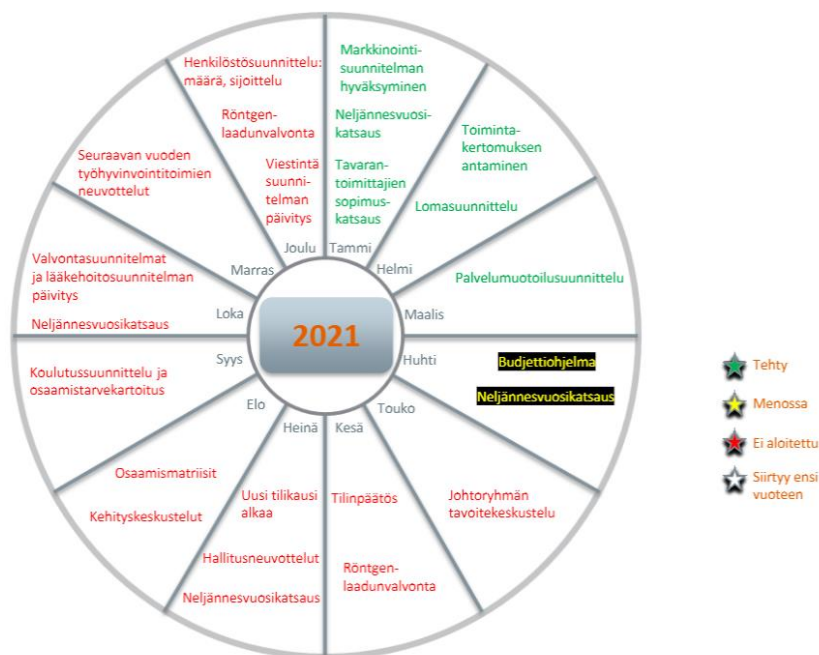 Markkinointi-
suunnitelman
hyväksyminen
Neljännesvuosi-
katsaus
Tavaran-
toimittajien
sopimus-
katsaus
Tammi
Toiminta-
kertomuksen
antaminen
Lomasuunnittelu
Helmi
Palvelumuotoilusuunnittelu
Maalis
Budjettiohjelma
Neljännesvuosikatsaus
Huhti
Johtoryhmän
tavoitekeskustelu
Touko
Tilinpäätös
Röntgen-
laadunvalvonta
Kesä
Uusi tilikausi
alkaa
Hallitusneuvottelut
Neljännesvuosikatsaus
Heinä
Osaamismatriisit
Kehityskeskustelut
Elo
Koulutussuunnittelu ja
osaamistarvekartoitus
Syys
Valvontasuunnitelmat
ja lääkehoitosuunnitelman
päivitys
Neljännesvuosikatsaus
Loka
Seuraavan vuoden
työhyvinvointitoimien
neuvottelut
Marras
Henkilöstösuunnittelu:
määrä, sijoittelu
Röntgen-
laadunvalvonta
Viestintä
suunni-
telman
päivitys
Joulu
2021
Tehty
Menossa
Ei aloitettu
Siirtyy ensi
vuoteen